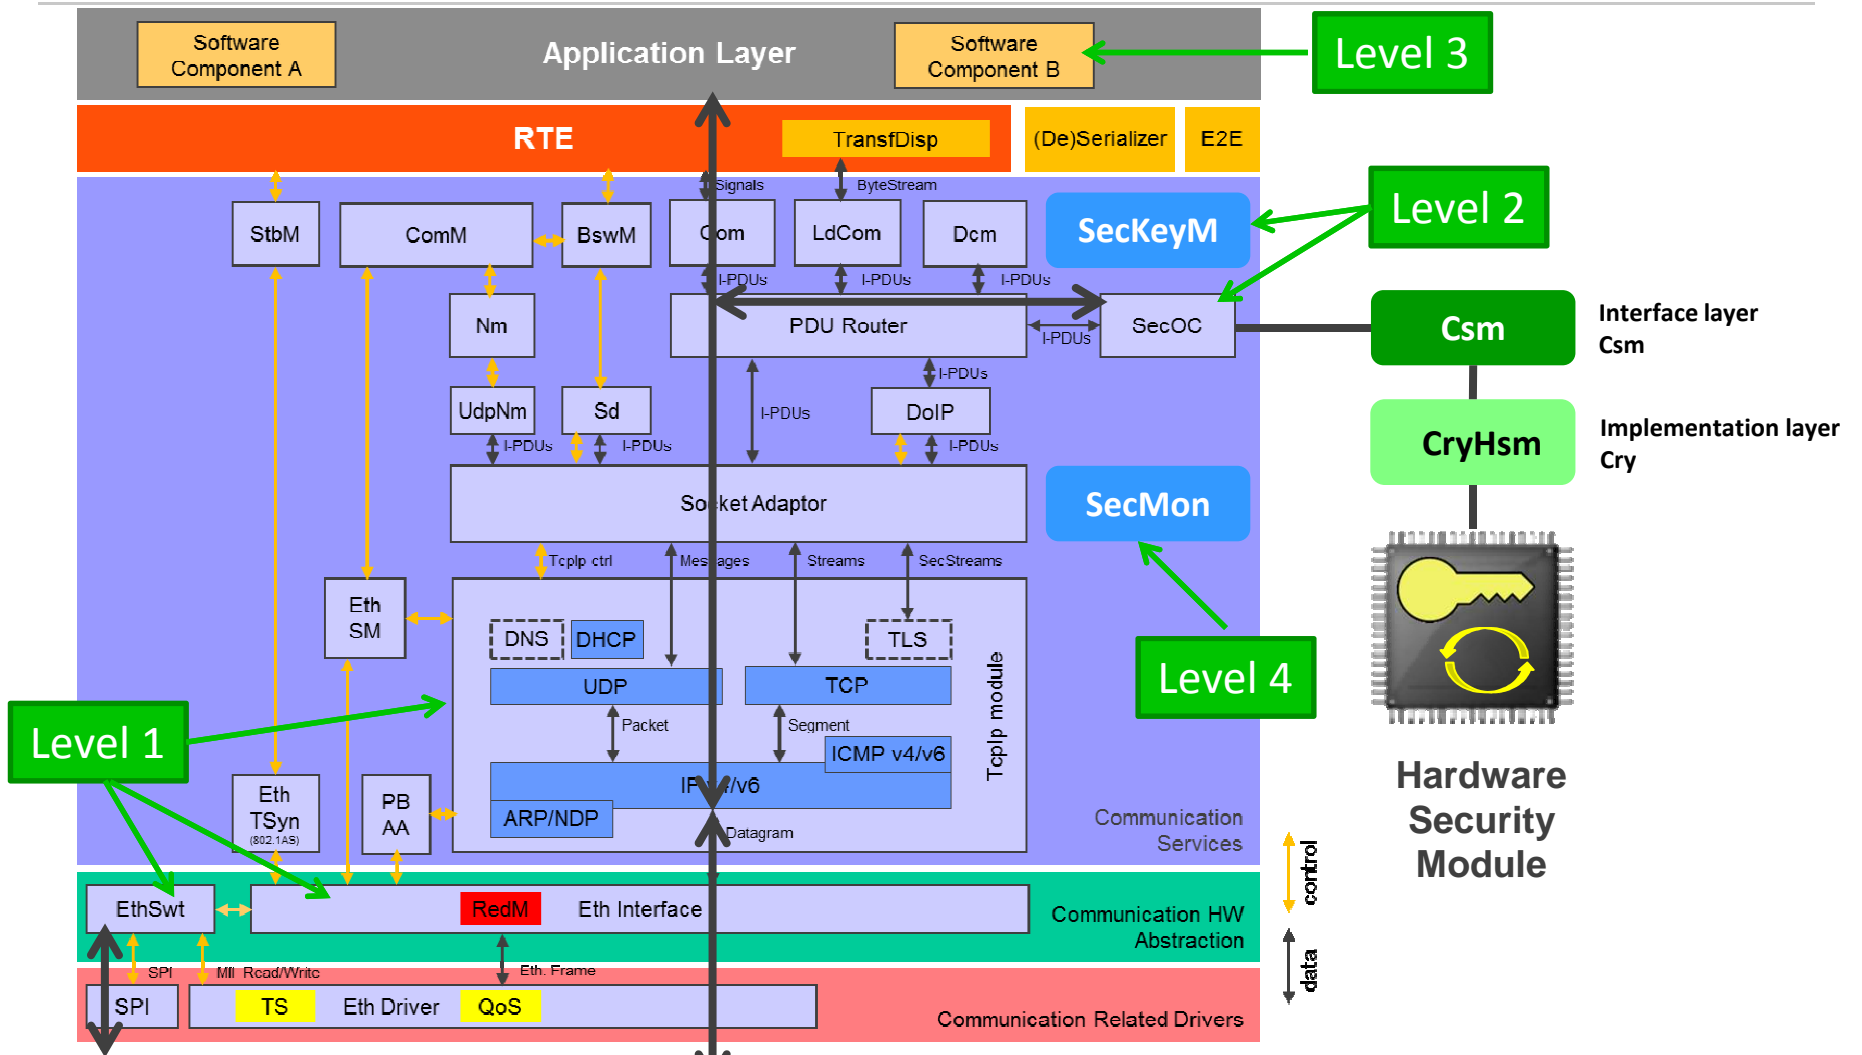 Software
Component A
Application Layer
Software
Component B
Level 3
RTE
TransfDisp
(De)Serializer
E2E
Signals
ByteStream
Level 2
StbM
ComM
BswM
Com
LdCom
Dcm
SecKeyM
I-PDUs
I-PDUs
I-PDUs
Nm
PDU Router
I-PDUs
SecOC
Csm
Interface layer
Csm
I-PDUs
UdpNm
Sd
I-PDUs
DoIP
CryHsm
Implementation layer
Cry
I-PDUs
I-PDUs
I-PDUs
Socket Adaptor
SecMon
TcpIp ctrl
Messages
Streams
SecStreams
Eth
SM
DNS
DHCP
TLS
UDP
TCP
TcpIp module
Level 4
Level 1
Packet
Segment
ICMP v4/v6
IP v4/v6
ARP/NDP
Eth
TSyn
(802.1AS)
PB
AA
Datagram
Communication
Services
Hardware
Security
Module
control
EthSwt
RedM
Eth Interface
Communication HW
Abstraction
data
SPI
MII Read/Write
Eth. Frame
SPI
TS
Eth Driver
QoS
Communication Related Drivers